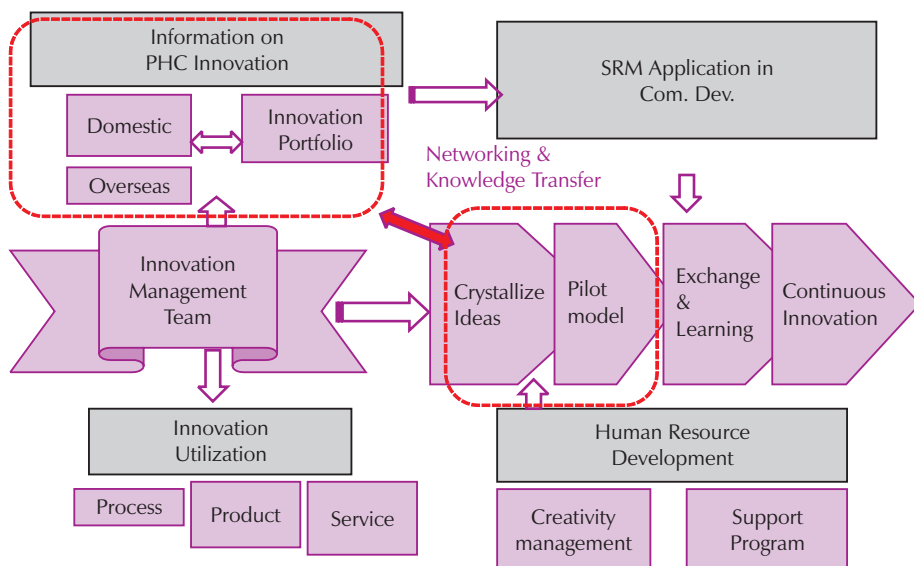 Information on
PHC Innovation
SRM Application in
Com. Dev.
Domestic
Innovation
Portfolio
Overseas
Networking &
Knowledge Transfer
Innovation
Management
Team
Crystallize
Ideas
Pilot
model
Exchange
&
Learning
Continuous
Innovation
Innovation
Utilization
Human Resource
Development
Process
Product
Service
Creativity
management
Support
Program